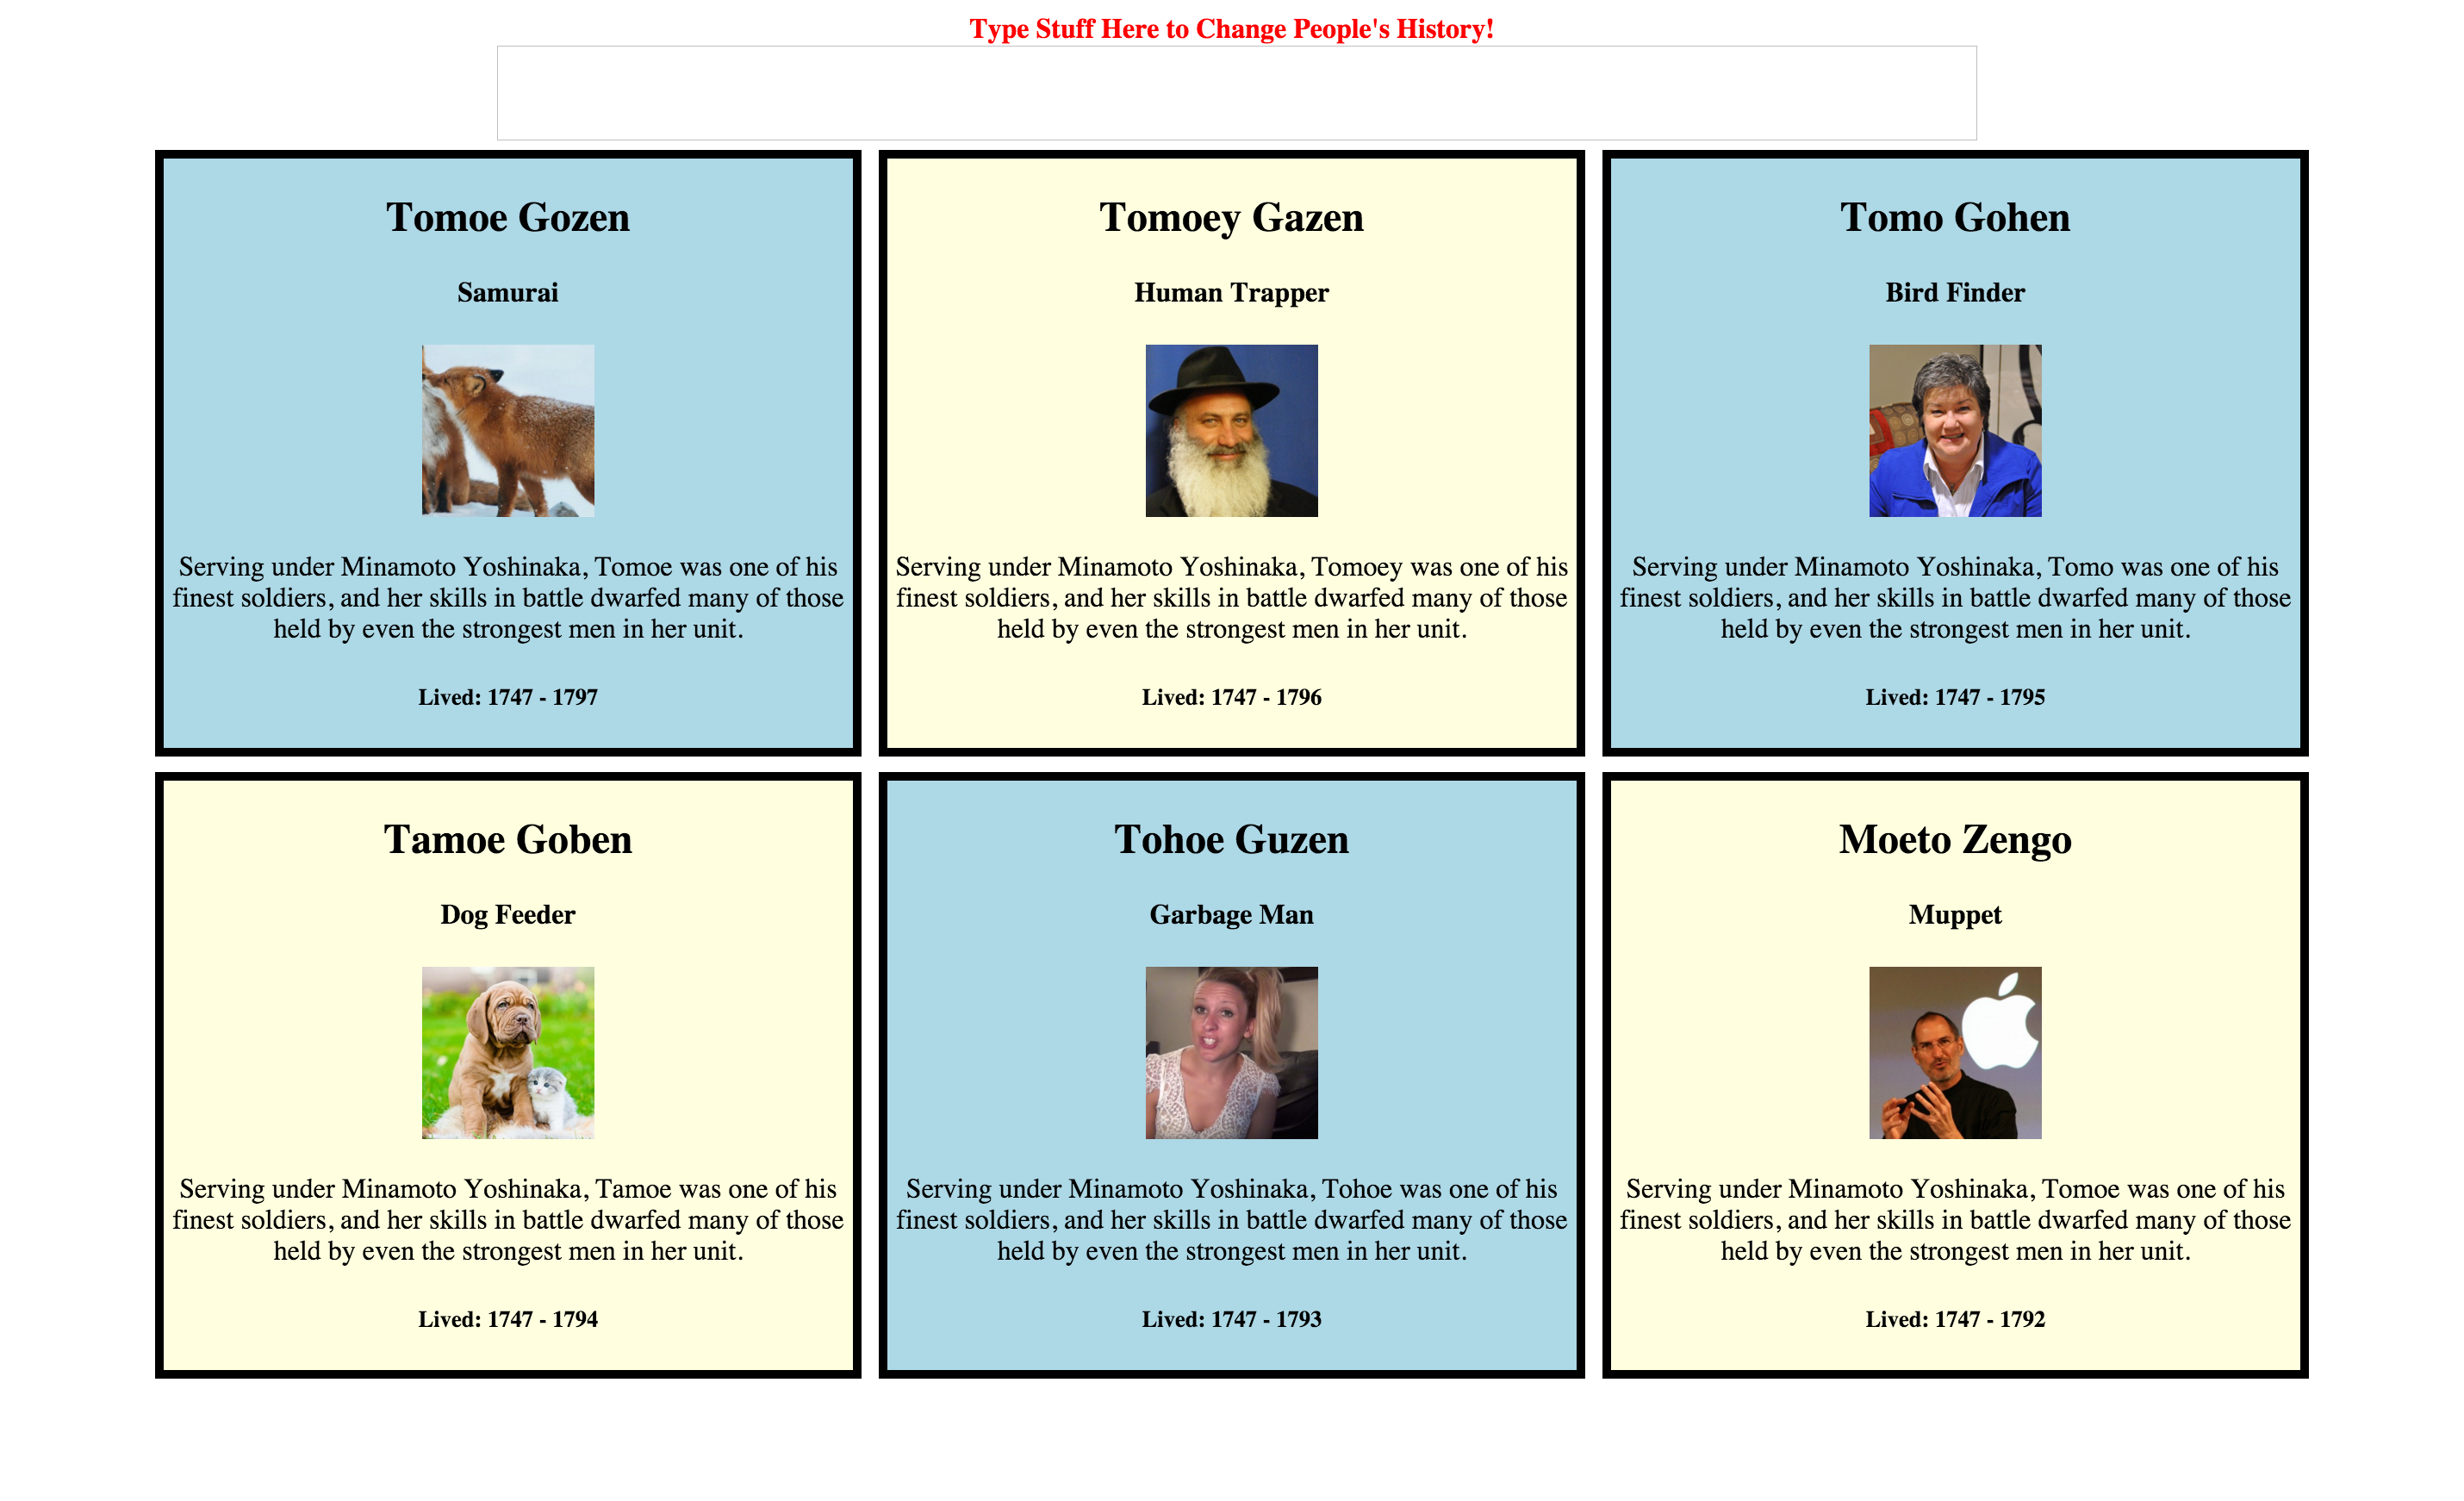 Type Stuff Here to Change People's History!
Tomoe Gozen
Samurai
Serving under Minamoto Yoshinaka, Tomoe was one of his
finest soldiers, and her skills in battle dwarfed many of those
held by even the strongest men in her unit.
Lived: 1747 - 1797
Tomoey Gazen
Human Trapper
Serving under Minamoto Yoshinaka, Tomoey was one of his
finest soldiers, and her skills in battle dwarfed many of those
held by even the strongest men in her unit.
Lived: 1747 - 1796
Tomo Gohen
Bird Finder
Serving under Minamoto Yoshinaka, Tomo was one of his
finest soldiers, and her skills in battle dwarfed many of those
held by even the strongest men in her unit.
Lived: 1747 - 1795
Tamoe Goben
Dog Feeder
Serving under Minamoto Yoshinaka, Tamoe was one of his
finest soldiers, and her skills in battle dwarfed many of those
held by even the strongest men in her unit.
Lived: 1747 - 1794
Tohoe Guzen
Garbage Man
Serving under Minamoto Yoshinaka, Tohoe was one of his
finest soldiers, and her skills in battle dwarfed many of those
held by even the strongest men in her unit.
Lived: 1747 - 1793
Moeto Zengo
Muppet
Serving under Minamoto Yoshinaka, Tomoe was one of his
finest soldiers, and her skills in battle dwarfed many of those
held by even the strongest men in her unit.
Lived: 1747 - 1792